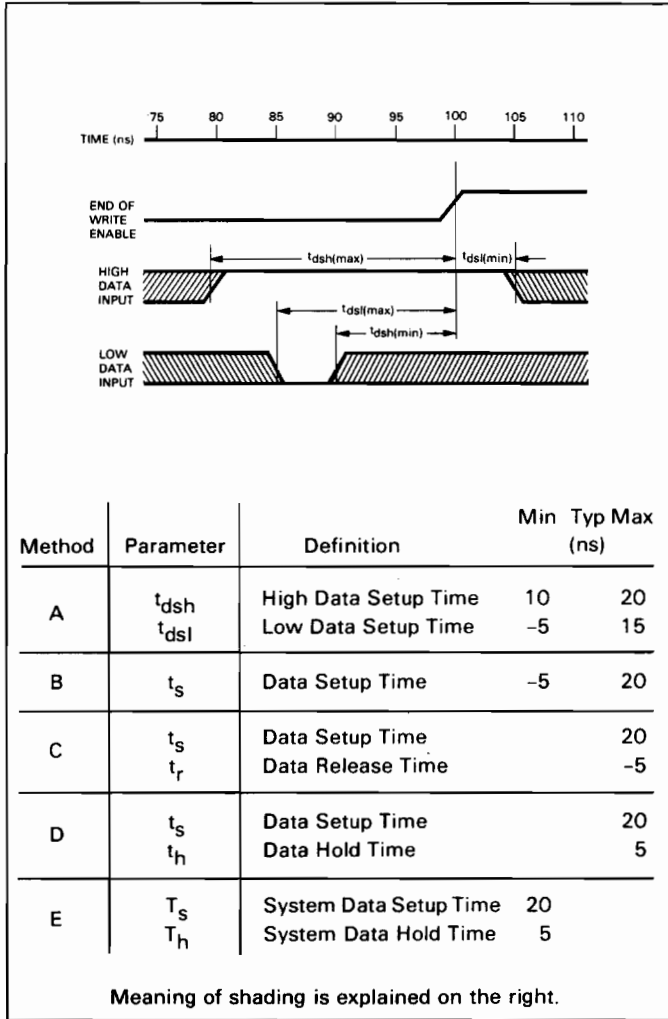 75 80 85 90 95 100 105 110
TIME (ns)
END OF
WRITE
ENABLE
tdsh(max) tdsl(min)
HIGH
DATA
INPUT
tdsl(max)
tdsh(min)
LOW
DATA
INPUT
Min Typ Max
Method Parameter Definition (ns)
A tdsh High Data Setup Time 10 20
tdsl Low Data Setup Time –5 15
B ts Data Setup Time –5 20
C ts Data Setup Time 20
tr Data Release Time –5
D ts Data Setup Time 20
th Data Hold Time 5
E Ts System Data Setup Time 20
Th System Data Hold Time 5
Meaning of shading is explained on the right.